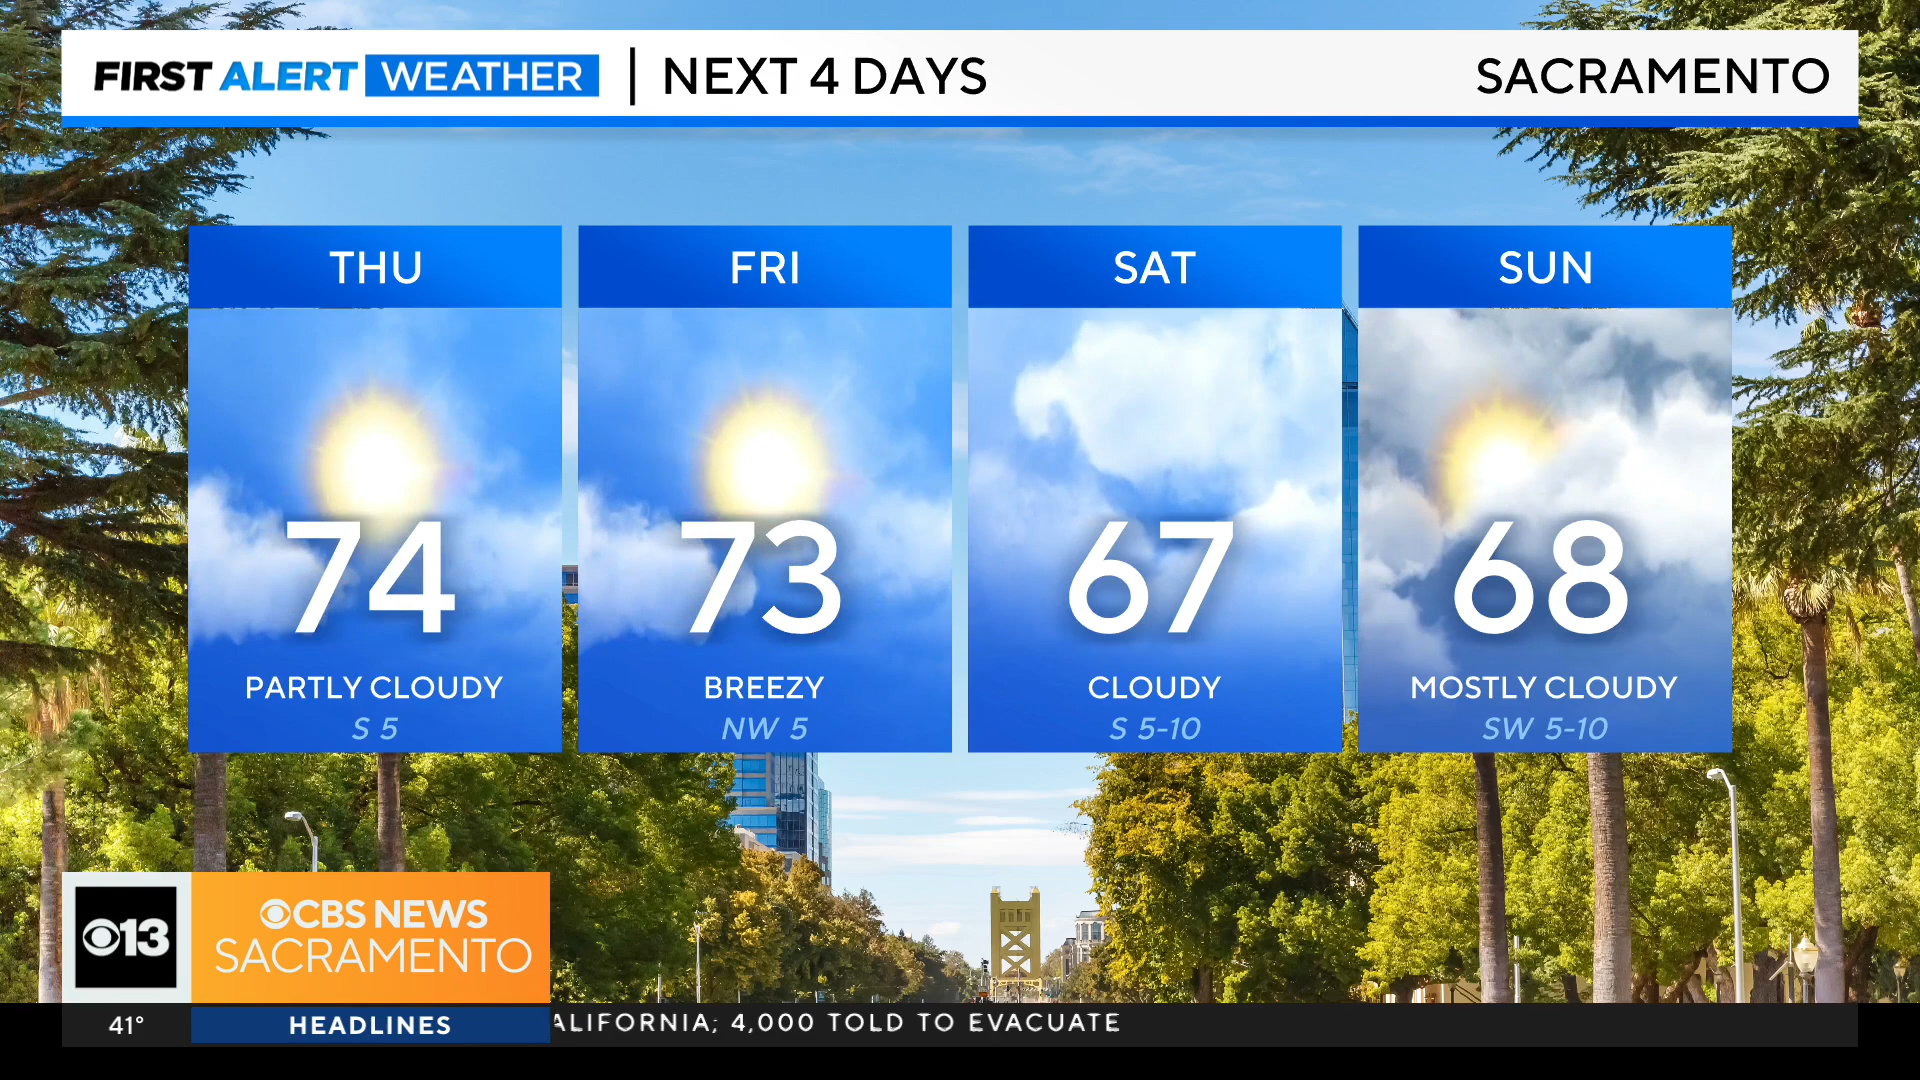 FIRST ALERT WEATHER | NEXT 4 DAYS
SACRAMENTO
THU
74
PARTLY CLOUDY
S 5
FRI
73
BREEZY
NW 5
SAT
67
CLOUDY
S 5-10
SUN
68
MOSTLY CLOUDY
SW 5-10
13
CBS NEWS
SACRAMENTO
41°
HEADLINES
ALIFORNIA; 4,000 TOLD TO EVACUATE